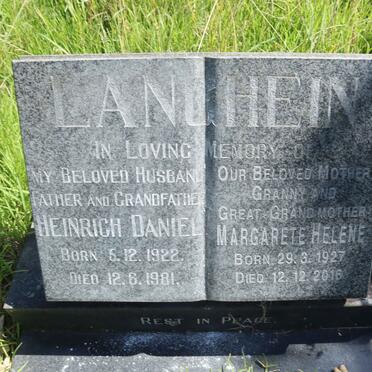 LANGHEIN
IN LOVING MEMORY OF
MY BELOVED HUSBAND
FATHER AND GRANDFATHER
HEINRICH DANIEL
BORN 5.12.1922.
DIED 12.6.1981.
OUR BELOVED MOTHER
GRANNY AND
GREAT-GRANDMOTHER
MARGARETE HELENE
BORN 29.3.1927
DIED 12.12.2016
REST IN PEACE